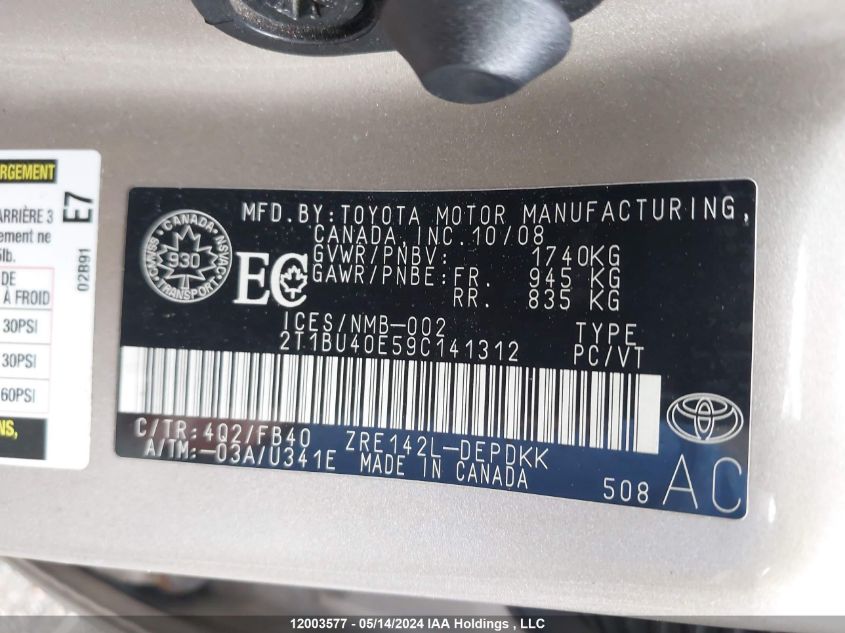 RGEMENT
ARRIÈRE 3
ement ne
lb.
DE
À FROID
30PSI
30PSI
60PSI
NS,
E7
02B91
MFD.BY:TOYOTA MOTOR MANUFACTURING,
CANADA,INC.10/08
GVWR/PNBV: 1740KG
GAWR/PNBE:FR. 945 KG
RR. 835 KG
CANADA
930
TRANSPORT
EC
ICES/NMB-002
2T1BU40E59C141312
TYPE
PC/VT
C/TR:4Q2/FB40 ZRE142L-DEPDKK
A/TM:-03A/U341E MADE IN CANADA
508 AC
12003577 - 05/14/2024 IAA Holdings , LLC